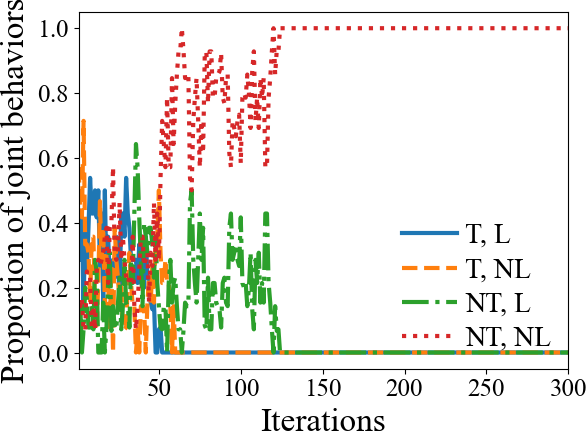 Proportion of joint behaviors
1.0
0.8
0.6
0.4
0.2
0.0
T, L
T, NL
NT, L
NT, NL
50
100
150
200
250
300
Iterations